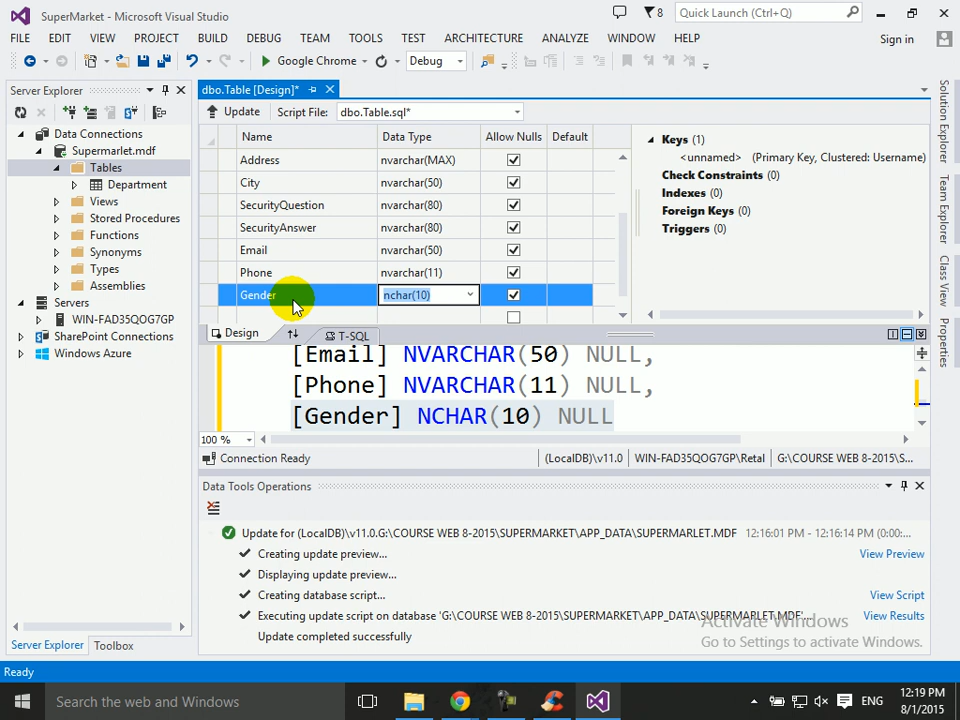 SuperMarket - Microsoft Visual Studio
8
Quick Launch (Ctrl+Q)
FILE EDIT VIEW PROJECT BUILD DEBUG TEAM TOOLS TEST ARCHITECTURE ANALYZE WINDOW HELP
Sign in
Google Chrome
Debug
Server Explorer
Data Connections
Supermarlet.mdf
Tables
Department
Views
Stored Procedures
Functions
Synonyms
Types
Assemblies
Servers
WIN-FAD35QOG7GP
SharePoint Connections
Windows Azure
Server Explorer
Toolbox
dbo.Table [Design]*
Update
Script File:
dbo.Table.sql*
Name Data Type Allow Nulls Default
Address nvarchar(MAX)
City nvarchar(50)
SecurityQuestion nvarchar(80)
SecurityAnswer nvarchar(80)
Email nvarchar(50)
Phone nvarchar(11)
Gender nchar(10)
Keys (1)
<unnamed> (Primary Key, Clustered: Username)
Check Constraints (0)
Indexes (0)
Foreign Keys (0)
Triggers (0)
Design
T-SQL
[Email] NVARCHAR(50) NULL,
[Phone] NVARCHAR(11) NULL,
[Gender] NCHAR(10) NULL
100 %
Connection Ready
(LocalDB)\v11.0
WIN-FAD35QOG7GP\Retal
G:\COURSE WEB 8-2015\S...
Data Tools Operations
Update for (LocalDB)\v11.0.G:\COURSE WEB 8-2015\SUPERMARKET\APP_DATA\SUPERMARLET.MDF 12:16:01 PM - 12:16:14 PM (0:00:...
Creating update preview...
View Preview
Displaying update preview...
Creating database script...
View Script
Executing update script on database 'G:\COURSE WEB 8-2015\SUPERMARKET\APP_DATA\SUPERMARLET.MDF'...
View Results
Update completed successfully
Activate Windows
Go to Settings to activate Windows.
Solution Explorer
Team Explorer
Class View
Properties
Ready
Search the web and Windows
ENG
12:19 PM
8/1/2015